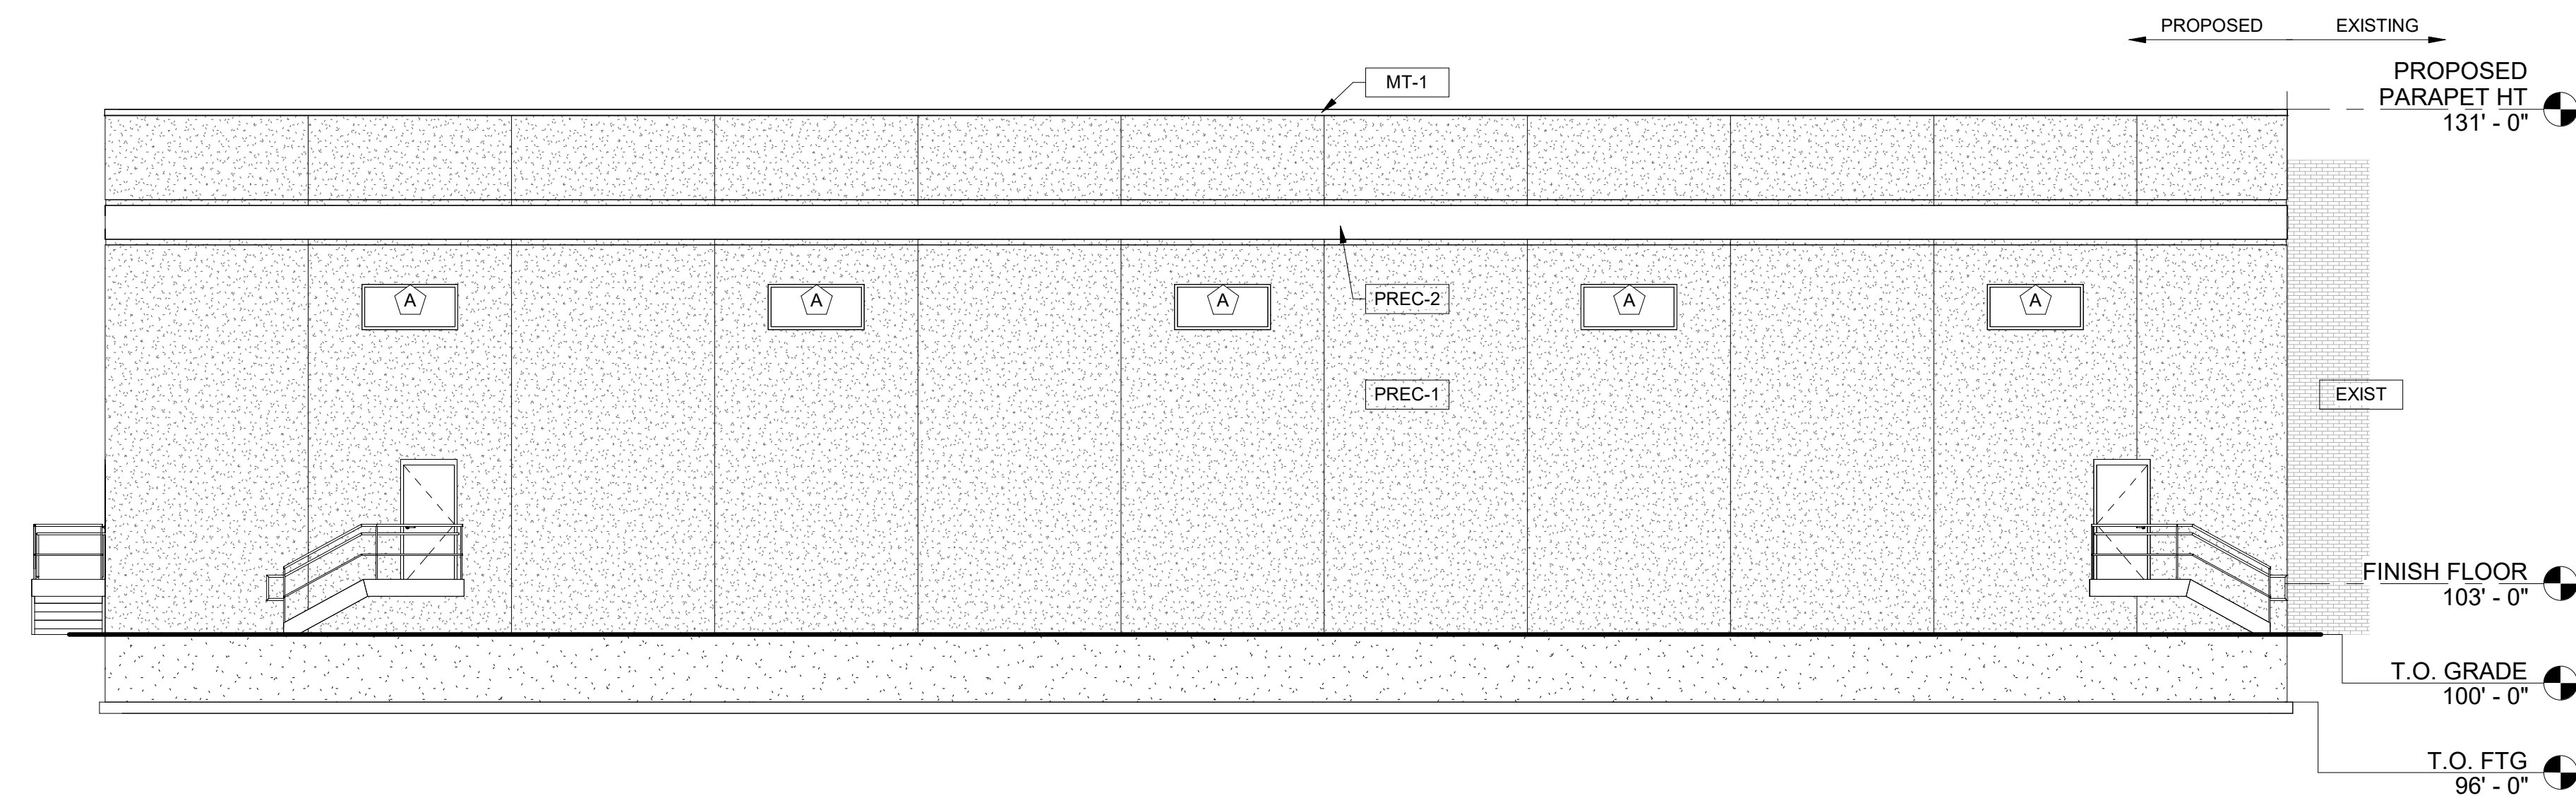 PROPOSED
EXISTING
PROPOSED
PARAPET HT
131' - 0"
MT-1
A
A
A
A
A
PREC-2
PREC-1
EXIST
FINISH FLOOR
103' - 0"
T.O. GRADE
100' - 0"
T.O. FTG
96' - 0"